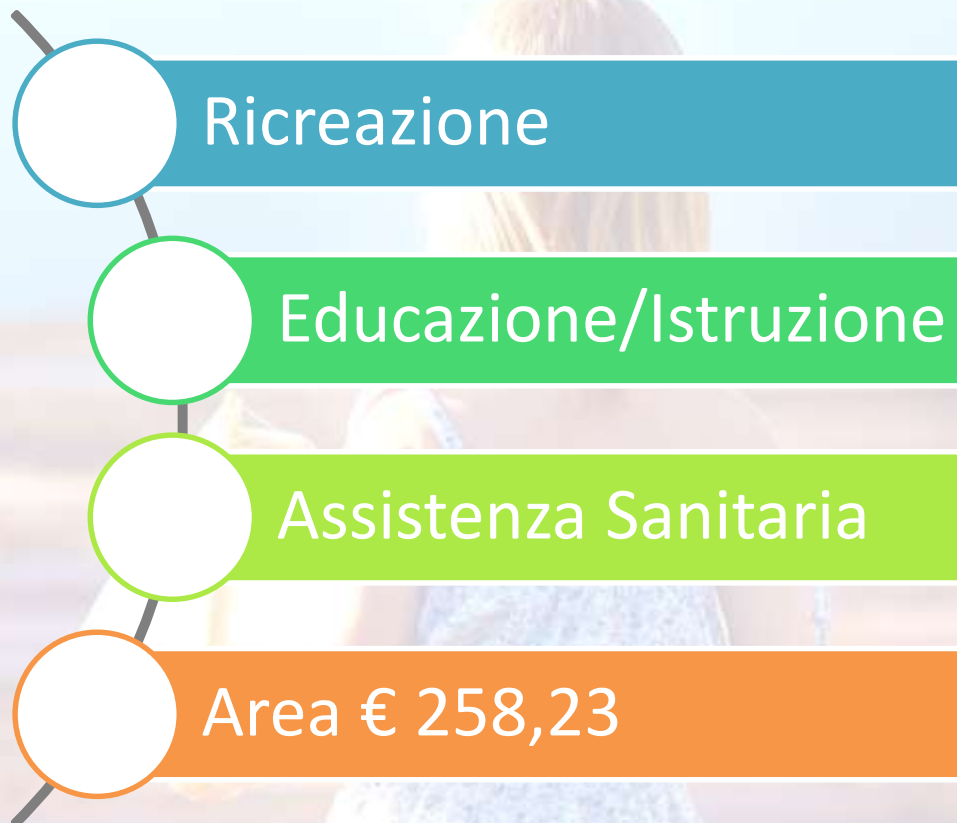 Ricreazione
Educazione/Istruzione
Assistenza Sanitaria
Area € 258,23